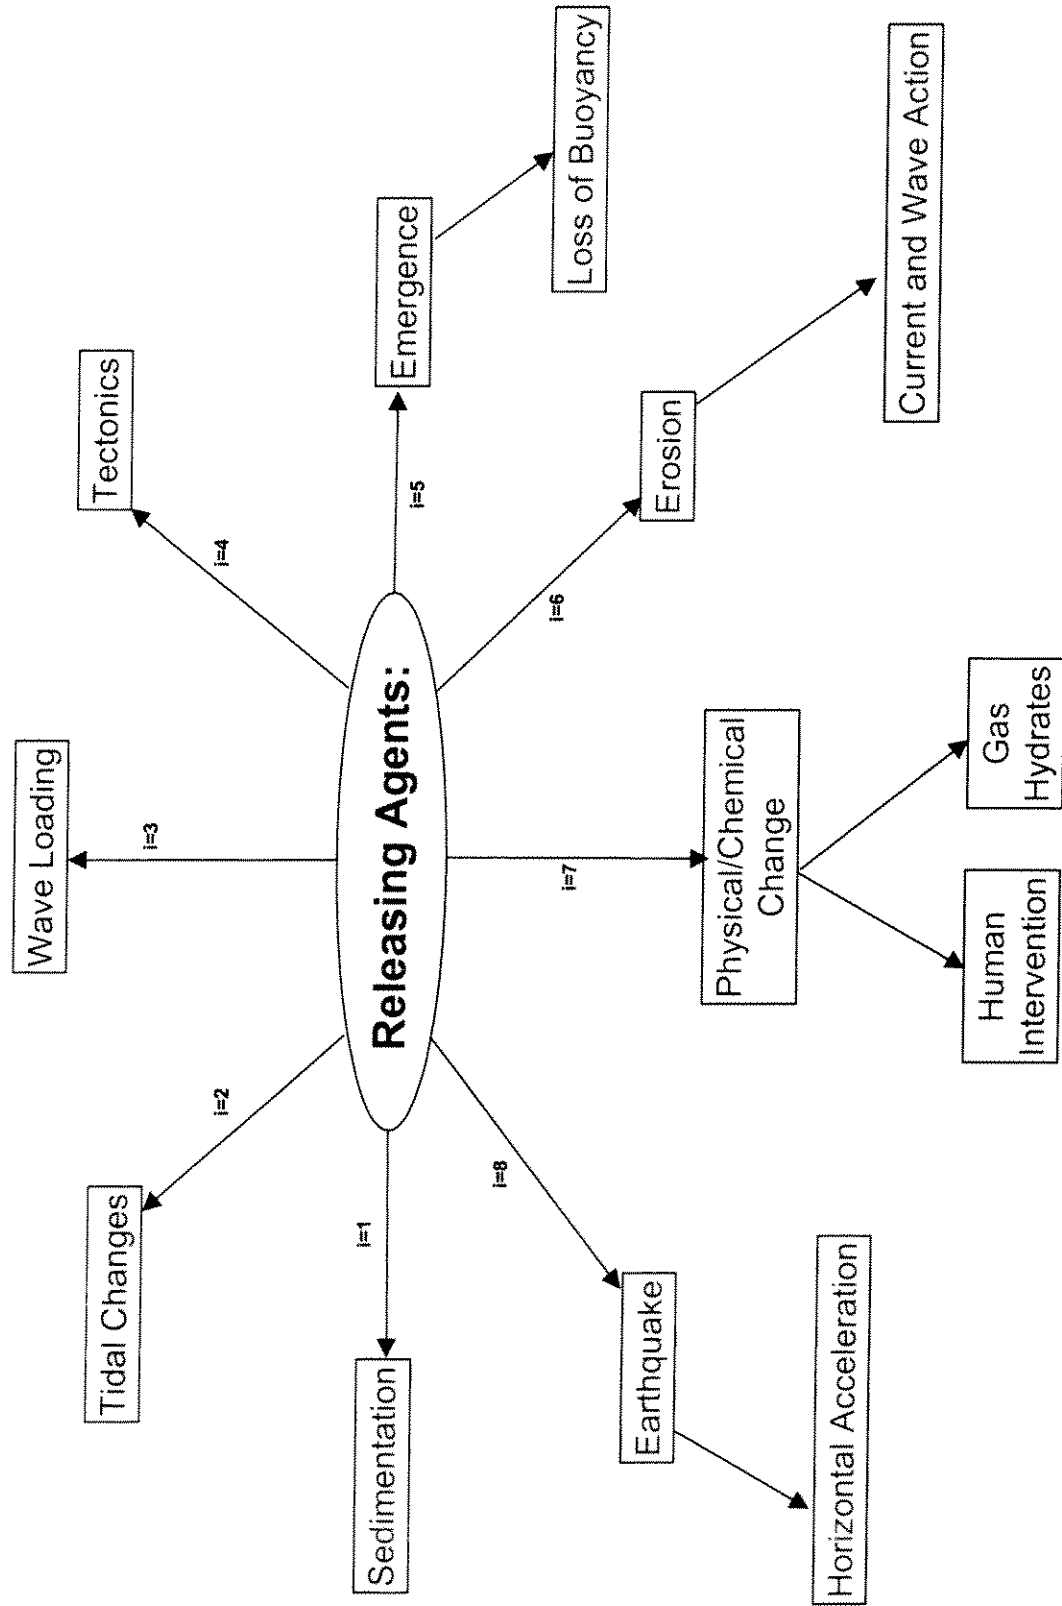 Wave Loading
Tidal Changes
Tectonics
i=3
i=2
i=4
Sedimentation
i=1
Releasing Agents:
i=5
Emergence
i=8
i=6
Loss of Buoyancy
i=7
Earthquake
Erosion
Physical/Chemical
Change
Horizontal Acceleration
Current and Wave Action
Human
Intervention
Gas
Hydrates